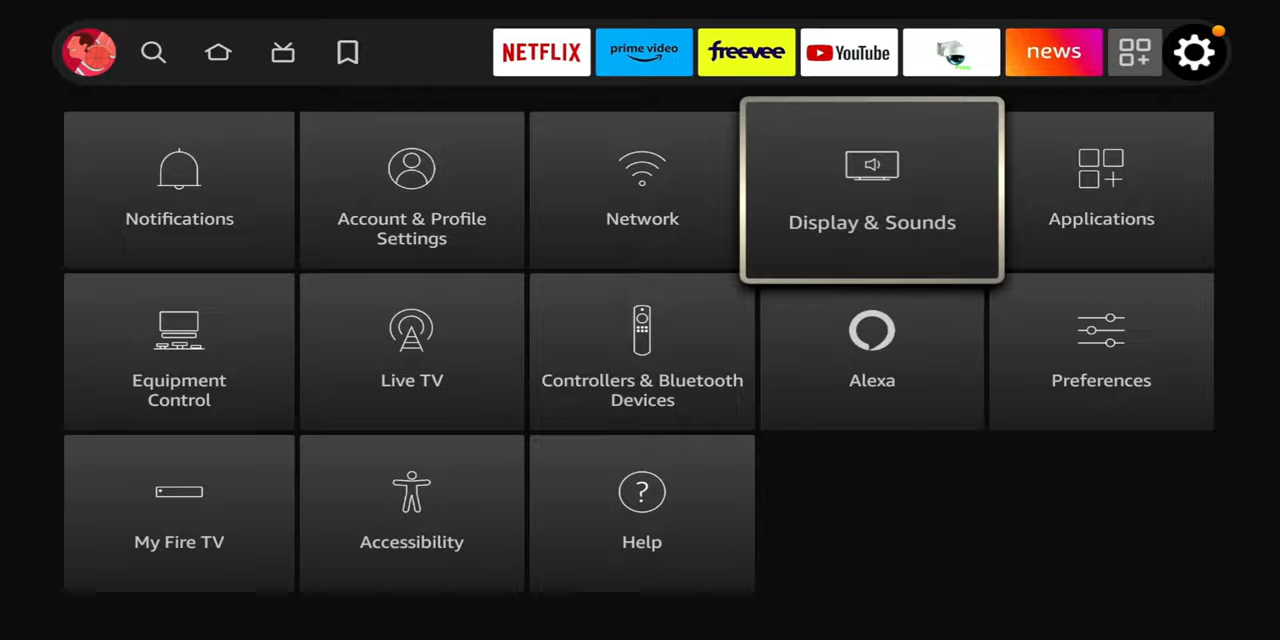 NETFLIX
prime video
freevee
YouTube
news
Notifications
Account & Profile
Settings
Network
Display & Sounds
Applications
Equipment
Control
Live TV
Controllers & Bluetooth
Devices
Alexa
Preferences
My Fire TV
Accessibility
?
Help